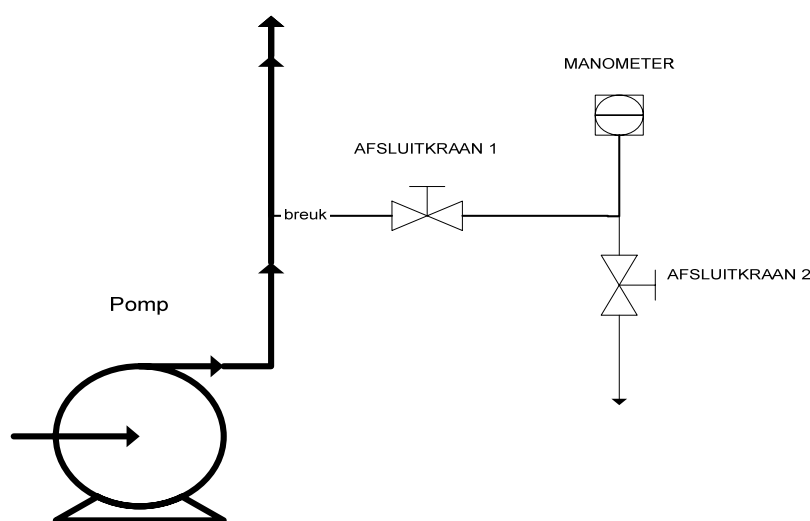 MANOMETER
AFSLUITKRAAN 1
breuk
AFSLUITKRAAN 2
Pomp